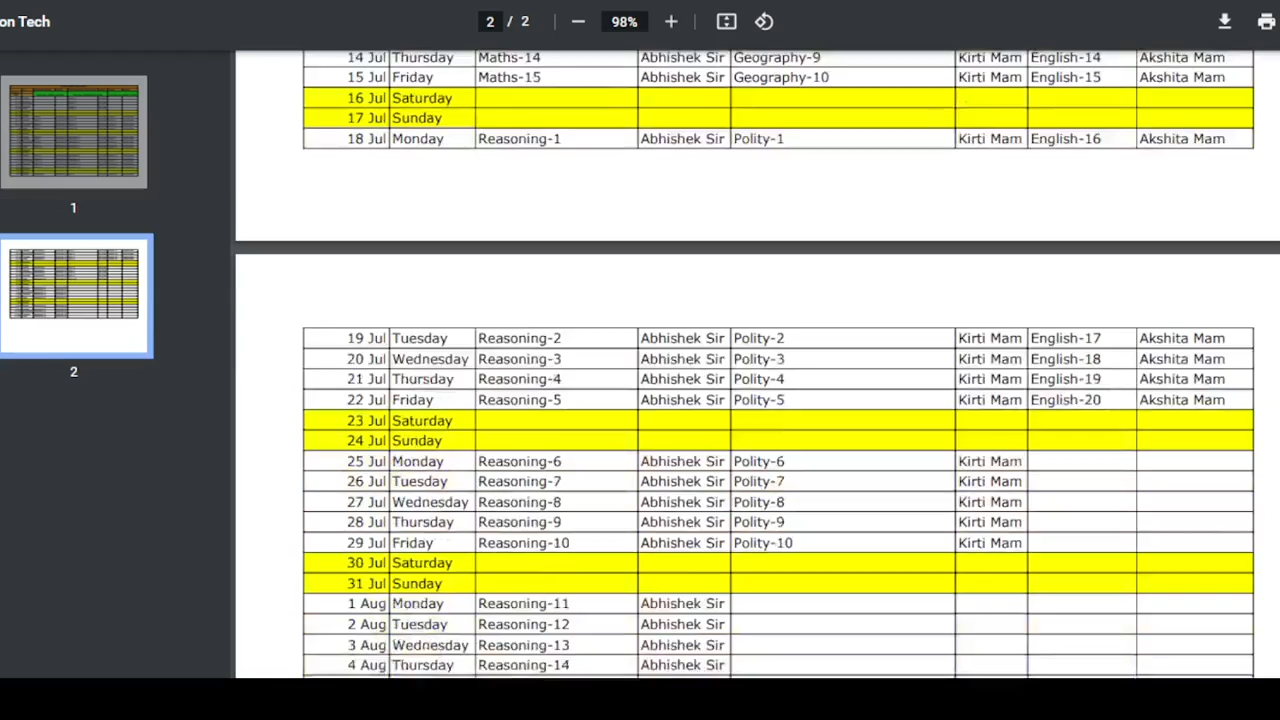 on Tech
2 / 2
98%
14 Jul Thursday Maths-14 Abhishek Sir Geography-9 Kirti Mam English-14 Akshita Mam
15 Jul Friday Maths-15 Abhishek Sir Geography-10 Kirti Mam English-15 Akshita Mam
16 Jul Saturday
17 Jul Sunday
18 Jul Monday Reasoning-1 Abhishek Sir Polity-1 Kirti Mam English-16 Akshita Mam
1
19 Jul Tuesday Reasoning-2 Abhishek Sir Polity-2 Kirti Mam English-17 Akshita Mam
20 Jul Wednesday Reasoning-3 Abhishek Sir Polity-3 Kirti Mam English-18 Akshita Mam
21 Jul Thursday Reasoning-4 Abhishek Sir Polity-4 Kirti Mam English-19 Akshita Mam
22 Jul Friday Reasoning-5 Abhishek Sir Polity-5 Kirti Mam English-20 Akshita Mam
23 Jul Saturday
24 Jul Sunday
25 Jul Monday Reasoning-6 Abhishek Sir Polity-6 Kirti Mam
26 Jul Tuesday Reasoning-7 Abhishek Sir Polity-7 Kirti Mam
27 Jul Wednesday Reasoning-8 Abhishek Sir Polity-8 Kirti Mam
28 Jul Thursday Reasoning-9 Abhishek Sir Polity-9 Kirti Mam
29 Jul Friday Reasoning-10 Abhishek Sir Polity-10 Kirti Mam
30 Jul Saturday
31 Jul Sunday
1 Aug Monday Reasoning-11 Abhishek Sir
2 Aug Tuesday Reasoning-12 Abhishek Sir
3 Aug Wednesday Reasoning-13 Abhishek Sir
4 Aug Thursday Reasoning-14 Abhishek Sir
2